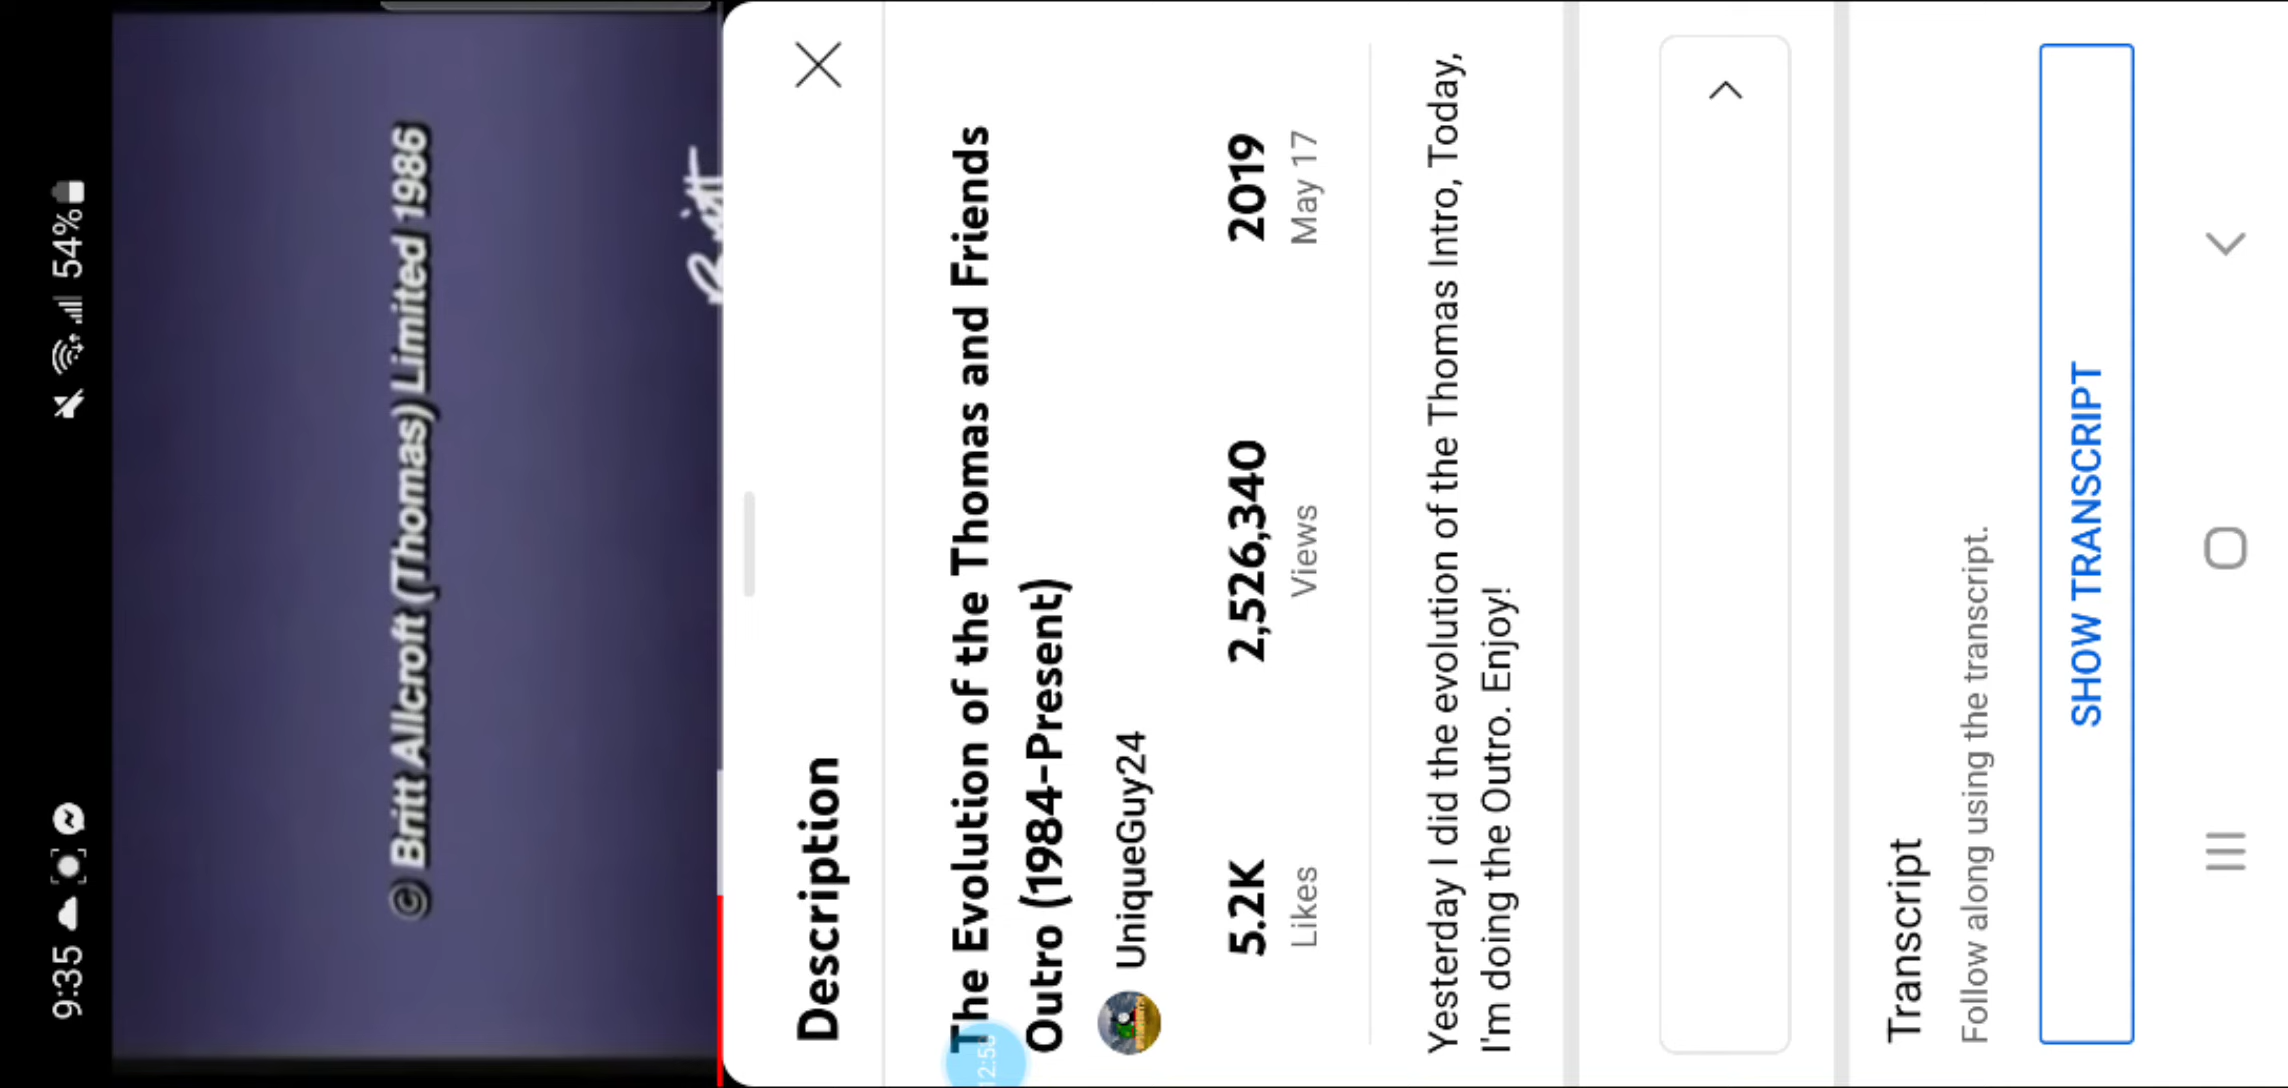 9:35
54%
© Britt Allcroft (Thomas) Limited 1986
Britt
Description
The Evolution of the Thomas and Friends
Outro (1984-Present)
UniqueGuy24
5.2K
Likes
2,526,340
Views
2019
May 17
Yesterday I did the evolution of the Thomas Intro, Today,
I'm doing the Outro. Enjoy!
Transcript
Follow along using the transcript.
SHOW TRANSCRIPT